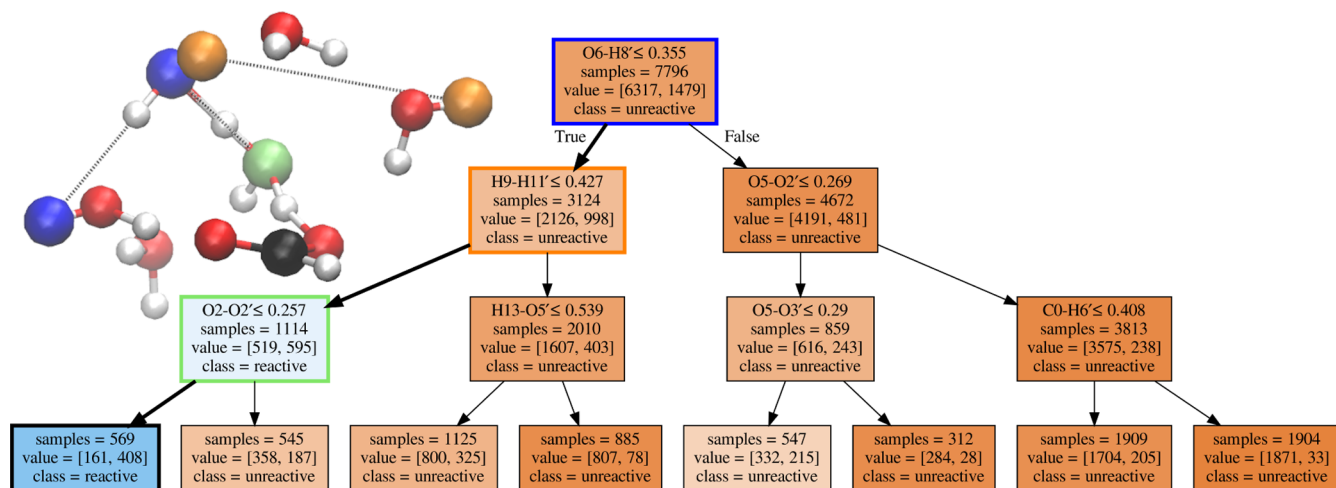 O6-H8′≤ 0.355
samples = 7796
value = [6317, 1479]
class = unreactive
True
False
H9-H11′≤ 0.427
samples = 3124
value = [2126, 998]
class = unreactive
O5-O2′≤ 0.269
samples = 4672
value = [4191, 481]
class = unreactive
O2-O2′≤ 0.257
samples = 1114
value = [519, 595]
class = reactive
H13-O5′≤ 0.539
samples = 2010
value = [1607, 403]
class = unreactive
O5-O3′≤ 0.29
samples = 859
value = [616, 243]
class = unreactive
C0-H6′≤ 0.408
samples = 3813
value = [3575, 238]
class = unreactive
samples = 569
value = [161, 408]
class = reactive
samples = 545
value = [358, 187]
class = unreactive
samples = 1125
value = [800, 325]
class = unreactive
samples = 885
value = [807, 78]
class = unreactive
samples = 547
value = [332, 215]
class = unreactive
samples = 312
value = [284, 28]
class = unreactive
samples = 1909
value = [1704, 205]
class = unreactive
samples = 1904
value = [1871, 33]
class = unreactive